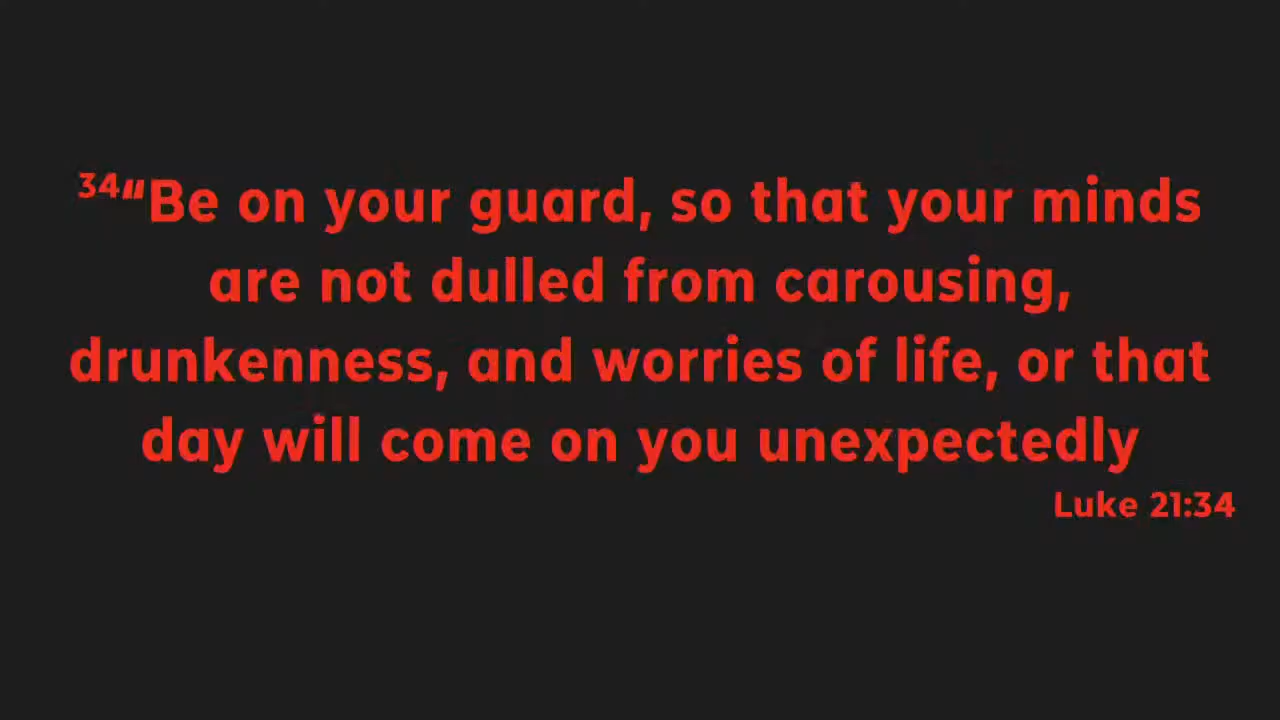 34“Be on your guard, so that your minds
are not dulled from carousing,
drunkenness, and worries of life, or that
day will come on you unexpectedly
Luke 21:34